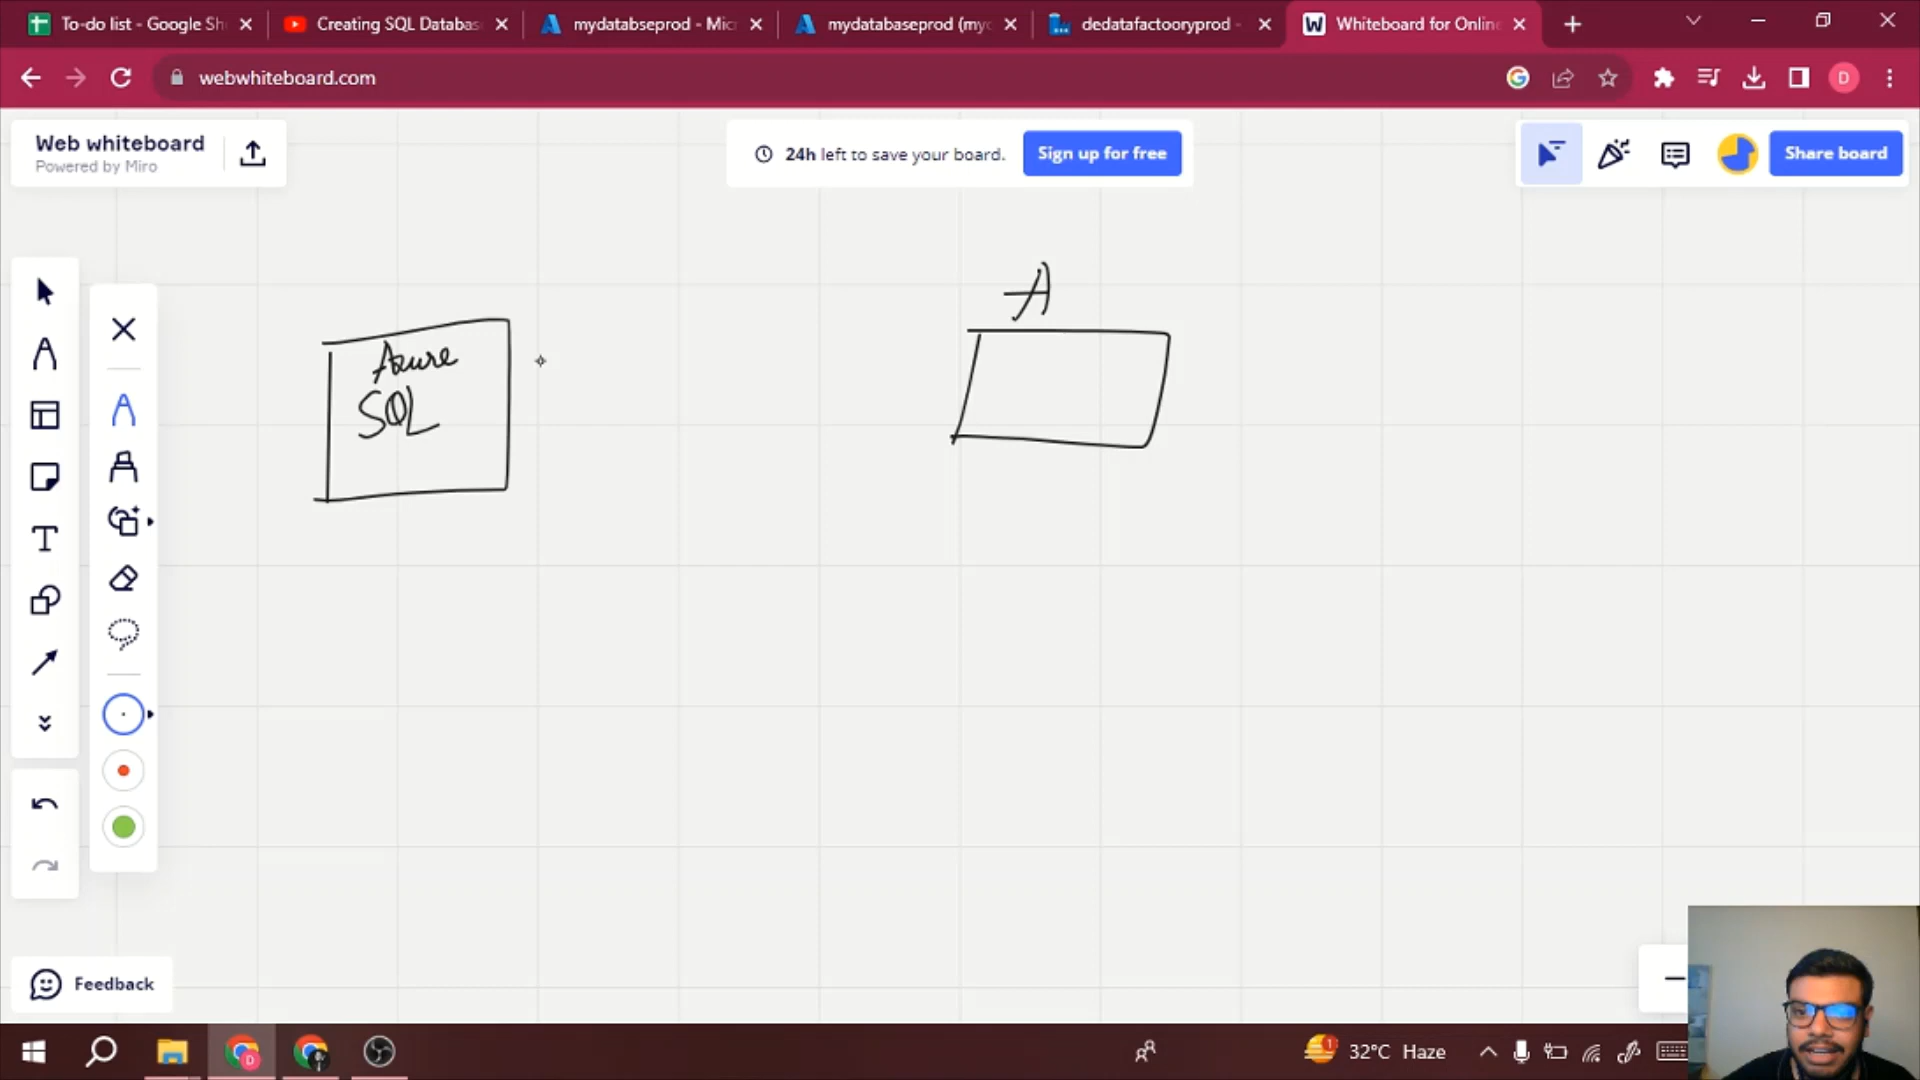 To-do list - Google Sh
Creating SQL Databas
mydatabseprod - Mic
mydatabaseprod (my
dedatafactooryprod -
Whiteboard for Onlin
webwhiteboard.com
D
Web whiteboard
Powered by Miro
24h left to save your board.
Sign up for free
Share board
A
Azure
SQL
T
Feedback
D
1
32°C Haze